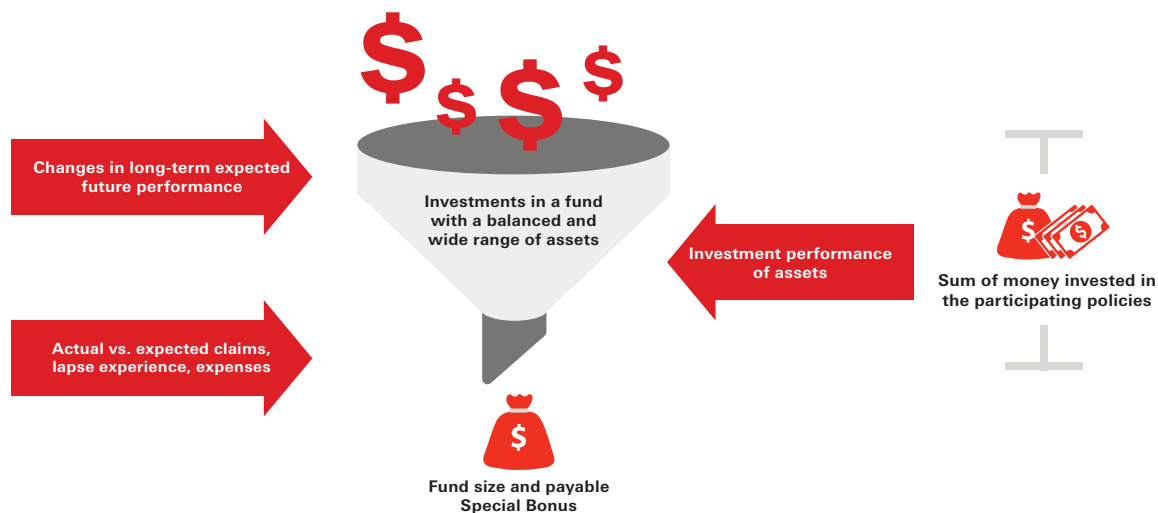 $
$
$
$
Changes in long-term expected
future performance
Investments in a fund
with a balanced and
wide range of assets
Investment performance
of assets
$
$
Sum of money invested in
the participating policies
Actual vs. expected claims,
lapse experience, expenses
$
Fund size and payable
Special Bonus